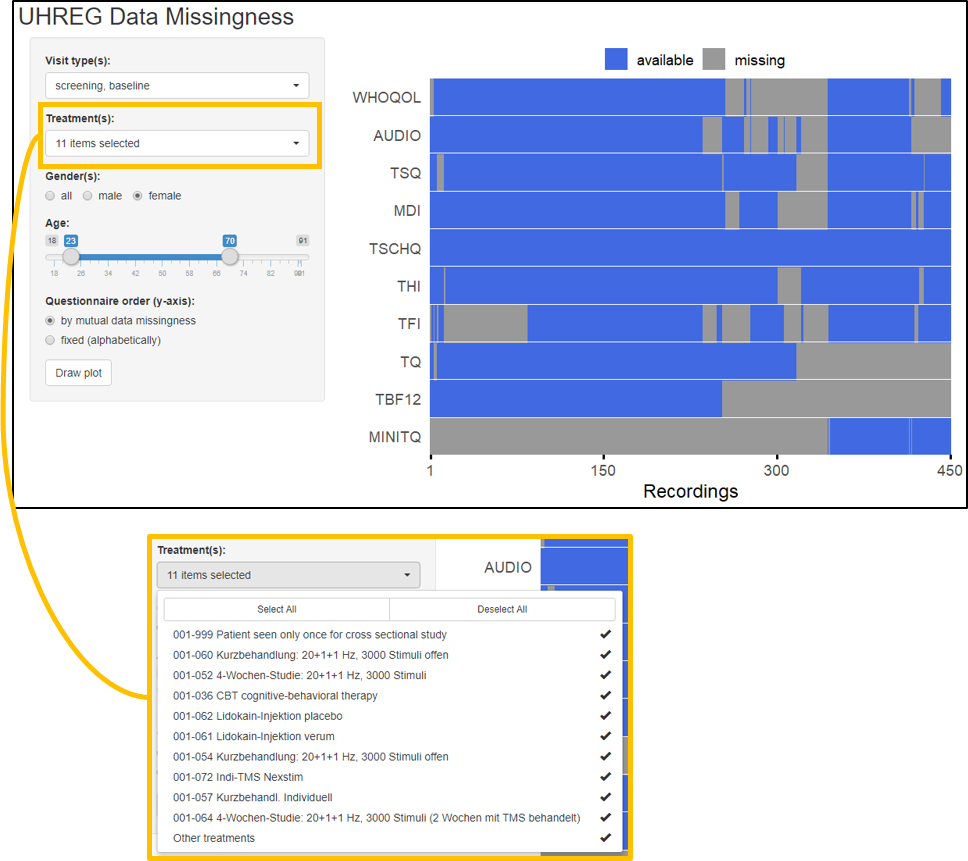 UHREG Data Missingness
Visit type(s):
screening, baseline
Treatment(s):
11 items selected
Gender(s):
all male female
Age:
18 23 70 91
18 26 34 42 50 58 66 74 82
Questionnaire order (y-axis):
by mutual data missingness
fixed (alphabetically)
Draw plot
available missing
WHOQOL
AUDIO
TSQ
MDI
TSCHQ
THI
TFI
TQ
TBF12
MINITQ
1 150 300 450
Recordings
Treatment(s):
11 items selected
AUDIO
Select All Deselect All
001-999 Patient seen only once for cross sectional study
001-060 Kurzbehandlung: 20+1+1 Hz, 3000 Stimuli offen
001-052 4-Wochen-Studie: 20+1+1 Hz, 3000 Stimuli
001-036 CBT cognitive-behavioral therapy
001-062 Lidokain-Injektion placebo
001-061 Lidokain-Injektion verum
001-054 Kurzbehandlung: 20+1+1 Hz, 3000 Stimuli offen
001-072 Indi-TMS Nexstim
001-057 Kurzbehandl. Individuell
001-064 4-Wochen-Studie: 20+1+1 Hz, 3000 Stimuli (2 Wochen mit TMS behandelt)
Other treatments